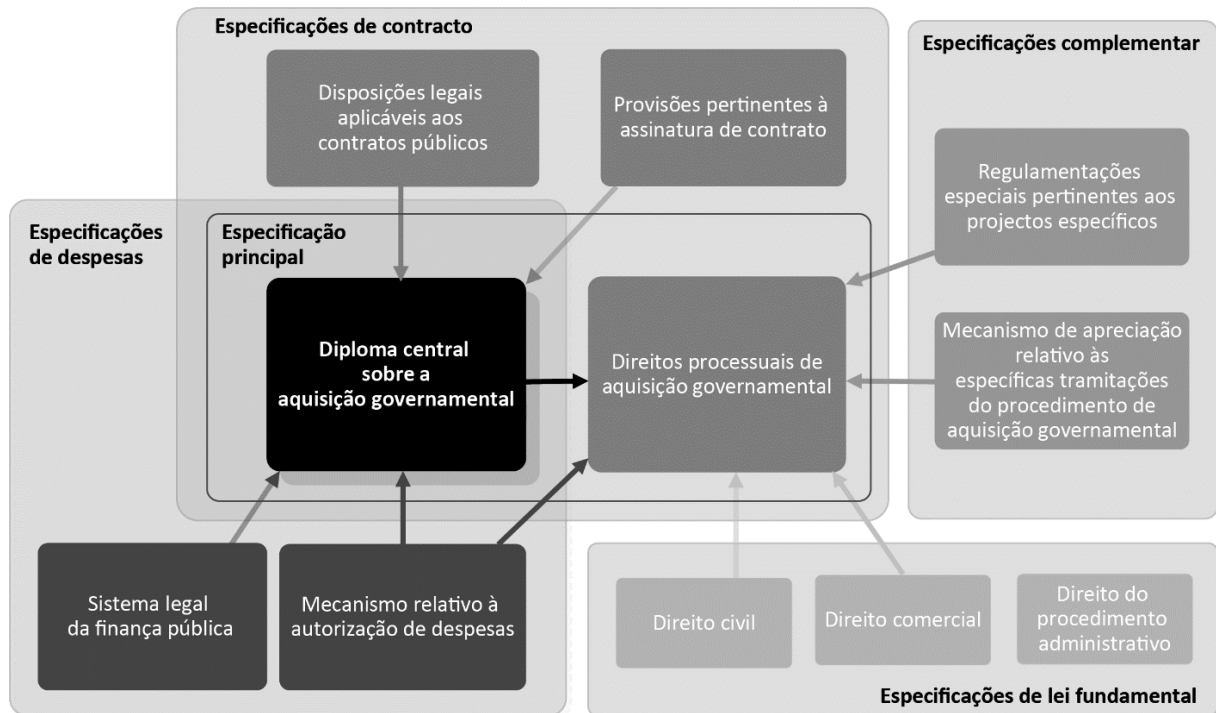 Especificações de contracto
Disposições legais
aplicáveis aos
contratos públicos
Provisões pertinentes à
assinatura de contrato
Especificações complementar
Regulamentações
especiais pertinentes aos
projectos específicos
Mecanismo de apreciação
relativo às
específicas tramitações
do procedimento de
aquisição governamental
Especificações
de despesas
Especificação
principal
Diploma central
sobre a
aquisição governamental
Direitos processuais de
aquisição governamental
Sistema legal
da finança pública
Mecanismo relativo à
autorização de despesas
Direito civil
Direito comercial
Direito do
procedimento
administrativo
Especificações de lei fundamental